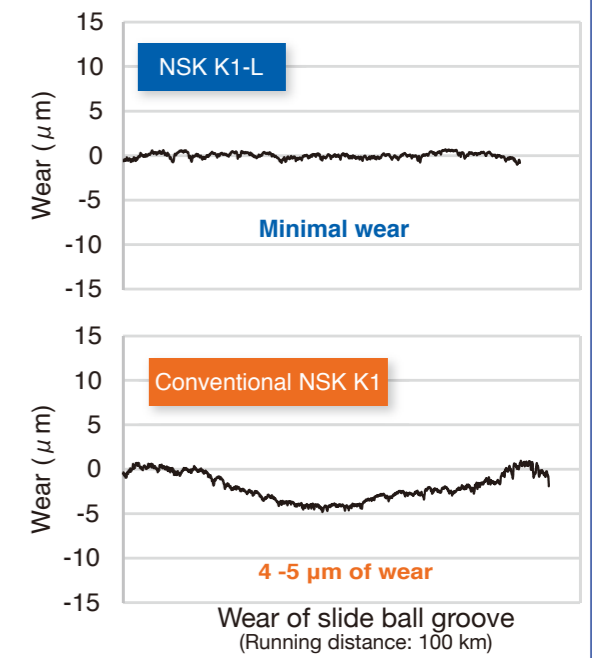 15
10
5
0
-5
-10
-15
Wear (μm)
NSK K1-L
Minimal wear
15
10
5
0
-5
-10
-15
Wear (μm)
Conventional NSK K1
4 -5 μm of wear
Wear of slide ball groove
(Running distance: 100 km)